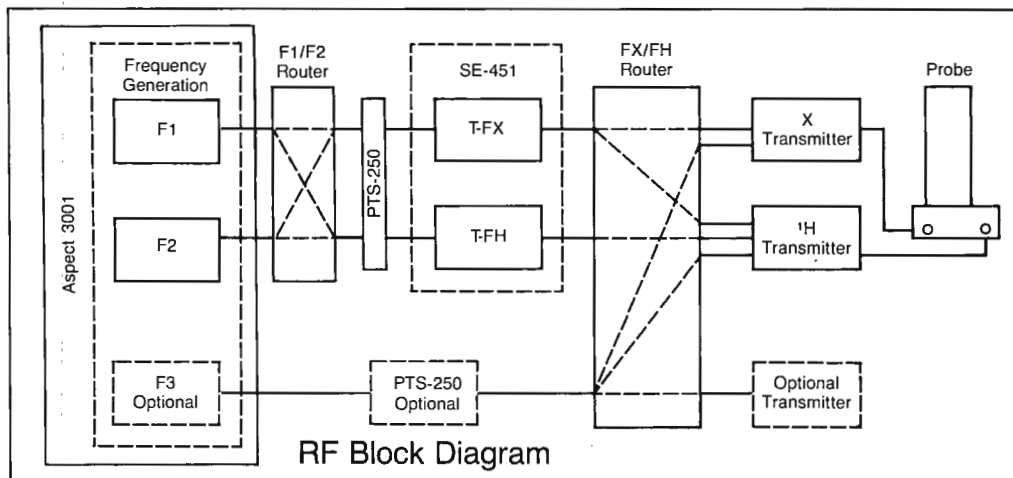 Frequency
Generation
F1
F2
F3
Optional
Aspect 3001
F1/F2
Router
PTS-250
SE-451
T-FX
T-FH
PTS-250
Optional
FX/FH
Router
X
Transmitter
¹H
Transmitter
Optional
Transmitter
Probe
RF Block Diagram